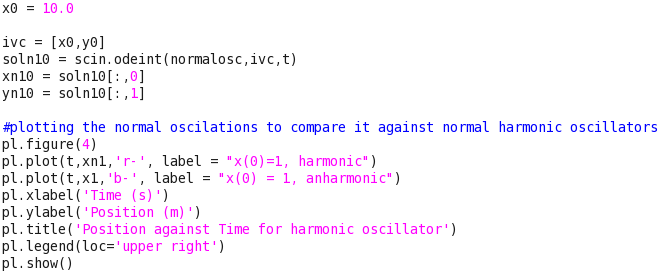 x0 = 10.0
ivc = [x0,y0]
soln10 = scin.odeint(normalosc,ivc,t)
xn10 = soln10[:,0]
yn10 = soln10[:,1]
#plotting the normal oscilations to compare it against normal harmonic oscillators
pl.figure(4)
pl.plot(t,xn1,'r-', label = "x(0)=1, harmonic")
pl.plot(t,x1,'b-', label = "x(0) = 1, anharmonic")
pl.xlabel('Time (s)')
pl.ylabel('Position (m)')
pl.title('Position against Time for harmonic oscillator')
pl.legend(loc='upper right')
pl.show()